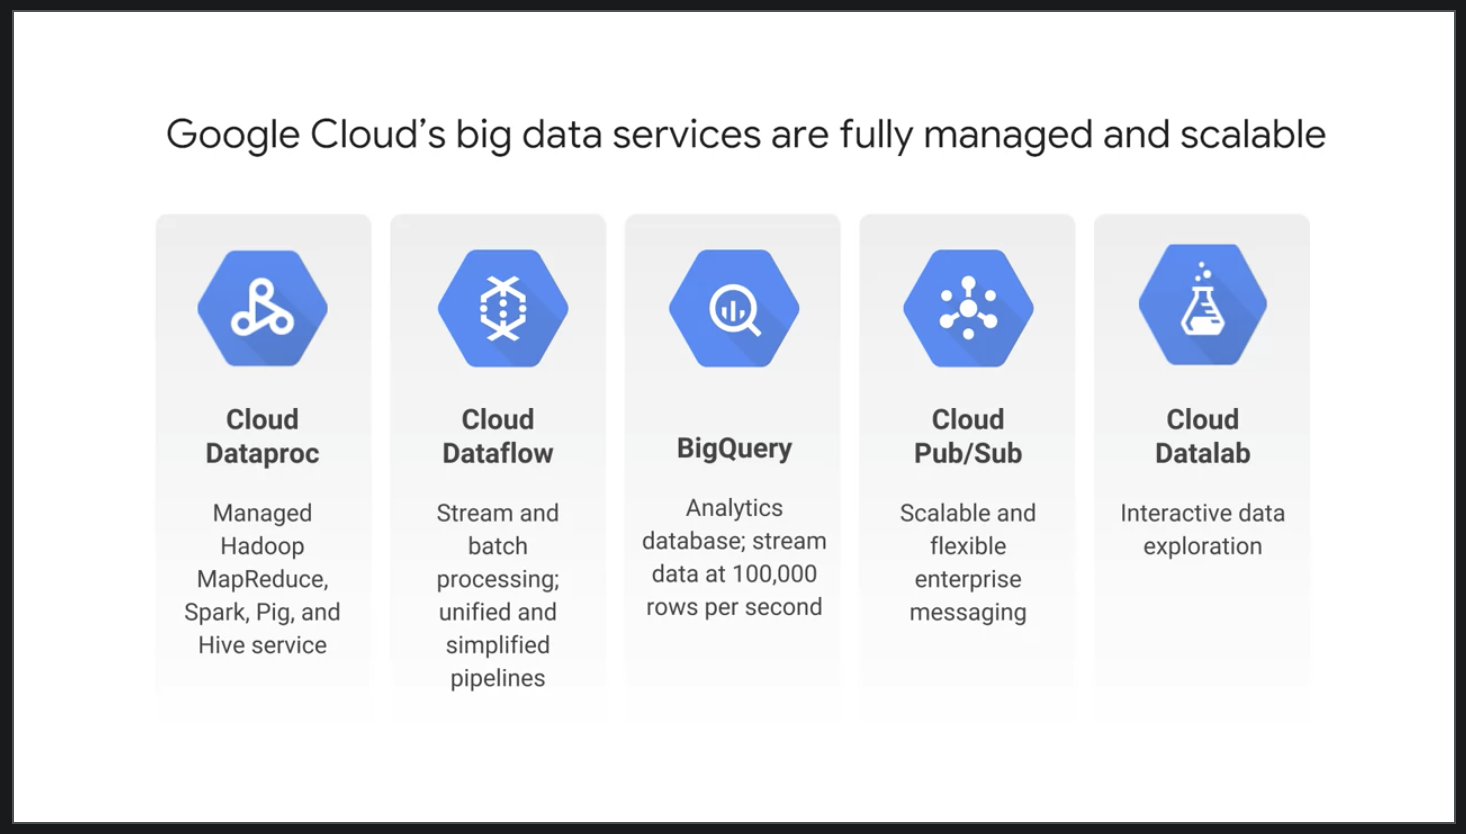 Google Cloud’s big data services are fully managed and scalable
Cloud
Dataproc
Managed
Hadoop
MapReduce,
Spark, Pig, and
Hive service
Cloud
Dataflow
Stream and
batch
processing;
unified and
simplified
pipelines
BigQuery
Analytics
database; stream
data at 100,000
rows per second
Cloud
Pub/Sub
Scalable and
flexible
enterprise
messaging
Cloud
Datalab
Interactive data
exploration